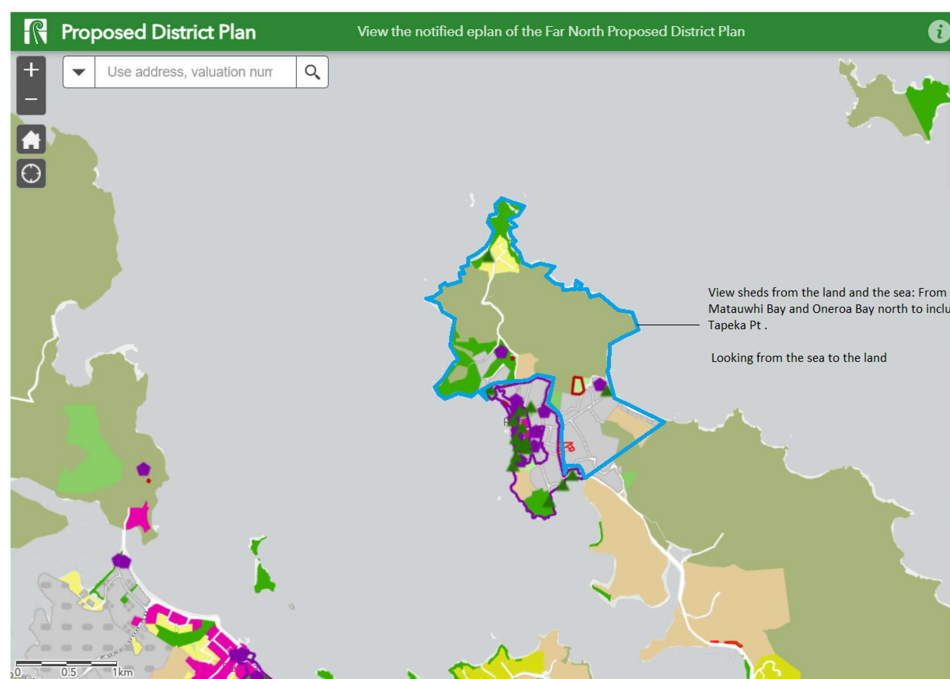 Proposed District Plan
View the notified eplan of the Far North Proposed District Plan
i
+
Use address, valuation num
−
View sheds from the land and the sea: From
Matauwhi Bay and Oneroa Bay north to inclu
Tapeka Pt .
Looking from the sea to the land
0 0.5 1km